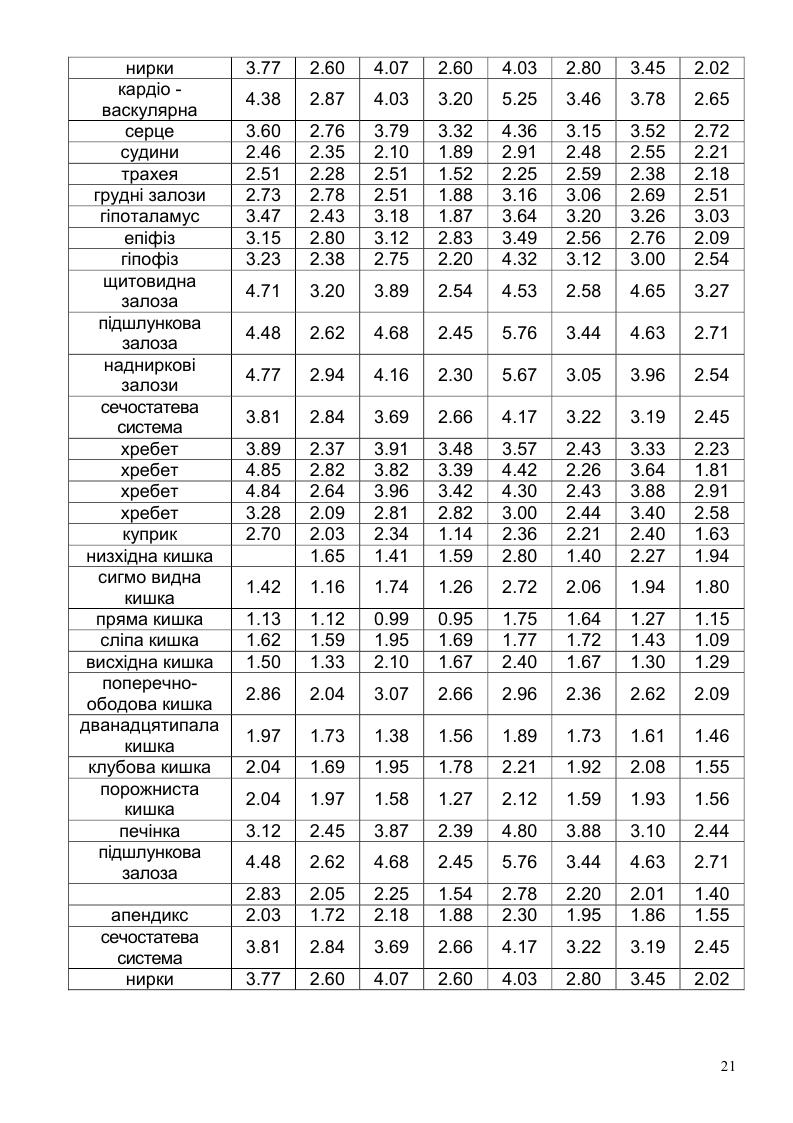 нирки 3.77 2.60 4.07 2.60 4.03 2.80 3.45 2.02
кардіо -
васкулярна 4.38 2.87 4.03 3.20 5.25 3.46 3.78 2.65
серце 3.60 2.76 3.79 3.32 4.36 3.15 3.52 2.72
судини 2.46 2.35 2.10 1.89 2.91 2.48 2.55 2.21
трахея 2.51 2.28 2.51 1.52 2.25 2.59 2.38 2.18
грудні залози 2.73 2.78 2.51 1.88 3.16 3.06 2.69 2.51
гіпоталамус 3.47 2.43 3.18 1.87 3.64 3.20 3.26 3.03
епіфіз 3.15 2.80 3.12 2.83 3.49 2.56 2.76 2.09
гіпофіз 3.23 2.38 2.75 2.20 4.32 3.12 3.00 2.54
щитовидна
залоза 4.71 3.20 3.89 2.54 4.53 2.58 4.65 3.27
підшлункова
залоза 4.48 2.62 4.68 2.45 5.76 3.44 4.63 2.71
надниркові
залози 4.77 2.94 4.16 2.30 5.67 3.05 3.96 2.54
сечостатева
система 3.81 2.84 3.69 2.66 4.17 3.22 3.19 2.45
хребет 3.89 2.37 3.91 3.48 3.57 2.43 3.33 2.23
хребет 4.85 2.82 3.82 3.39 4.42 2.26 3.64 1.81
хребет 4.84 2.64 3.96 3.42 4.30 2.43 3.88 2.91
хребет 3.28 2.09 2.81 2.82 3.00 2.44 3.40 2.58
куприк 2.70 2.03 2.34 1.14 2.36 2.21 2.40 1.63
низхідна кишка 1.65 1.41 1.59 2.80 1.40 2.27 1.94
сигмо видна
кишка 1.42 1.16 1.74 1.26 2.72 2.06 1.94 1.80
пряма кишка 1.13 1.12 0.99 0.95 1.75 1.64 1.27 1.15
сліпа кишка 1.62 1.59 1.95 1.69 1.77 1.72 1.43 1.09
висхідна кишка 1.50 1.33 2.10 1.67 2.40 1.67 1.30 1.29
поперечно-
ободова кишка 2.86 2.04 3.07 2.66 2.96 2.36 2.62 2.09
дванадцятипала
кишка 1.97 1.73 1.38 1.56 1.89 1.73 1.61 1.46
клубова кишка 2.04 1.69 1.95 1.78 2.21 1.92 2.08 1.55
порожниста
кишка 2.04 1.97 1.58 1.27 2.12 1.59 1.93 1.56
печінка 3.12 2.45 3.87 2.39 4.80 3.88 3.10 2.44
підшлункова
залоза 4.48 2.62 4.68 2.45 5.76 3.44 4.63 2.71
2.83 2.05 2.25 1.54 2.78 2.20 2.01 1.40
апендикс 2.03 1.72 2.18 1.88 2.30 1.95 1.86 1.55
сечостатева
система 3.81 2.84 3.69 2.66 4.17 3.22 3.19 2.45
нирки 3.77 2.60 4.07 2.60 4.03 2.80 3.45 2.02
21